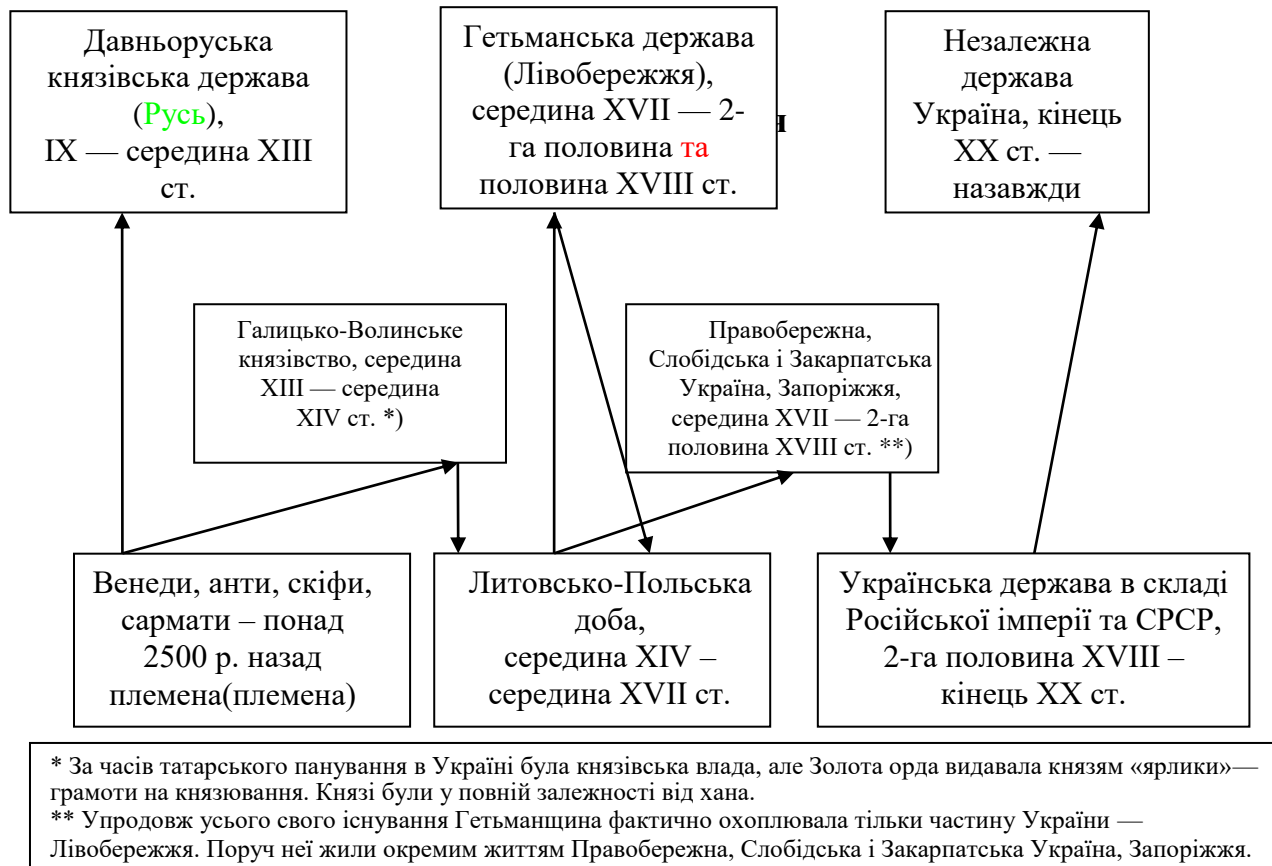 Давньоруська
князівська держава
(Русь),
IX — середина XIII
ст.
Гетьманська держава
(Лівобережжя),
середина XVII — 2-
га половина та
половина XVIII ст.
Незалежна
держава
Україна, кінець
XX ст. —
назавжди
Галицько-Волинське
князівство, середина
XIII — середина
XIV ст. *)
Правобережна,
Слобідська і Закарпатська
Україна, Запоріжжя,
середина XVII — 2-га
половина XVIII ст. **)
Венеди, анти, скіфи,
сармати – понад
2500 р. назад
племена(племена)
Литовсько-Польська
доба,
середина XIV –
середина XVII ст.
Українська держава в складі
Російської імперії та СРСР,
2-га половина XVIII –
кінець XX ст.
* За часів татарського панування в Україні була князівська влада, але Золота орда видавала князям «ярлики»—
грамоти на князювання. Князі були у повній залежності від хана.
** Упродовж усього свого існування Гетьманщина фактично охоплювала тільки частину України —
Лівобережжя. Поруч неї жили окремим життям Правобережна, Слобідська і Закарпатська Україна, Запоріжжя.